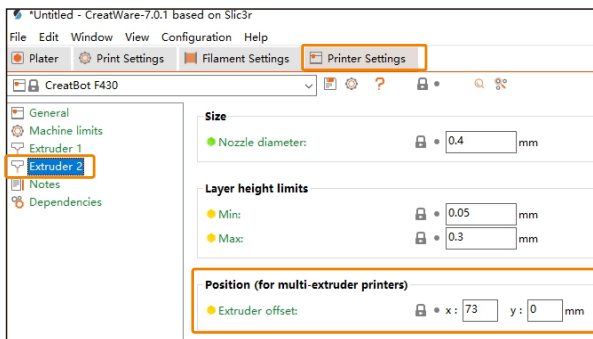 *Untitled - CreatWare-7.0.1 based on Slic3r
File Edit Window View Configuration Help
Plater Print Settings Filament Settings Printer Settings
CreatBot F430 ?
General
Machine limits
Extruder 1
Extruder 2
Notes
Dependencies
Size
Nozzle diameter: 0.4 mm
Layer height limits
Min: 0.05 mm
Max: 0.3 mm
Position (for multi-extruder printers)
Extruder offset: x: 73 y: 0 mm